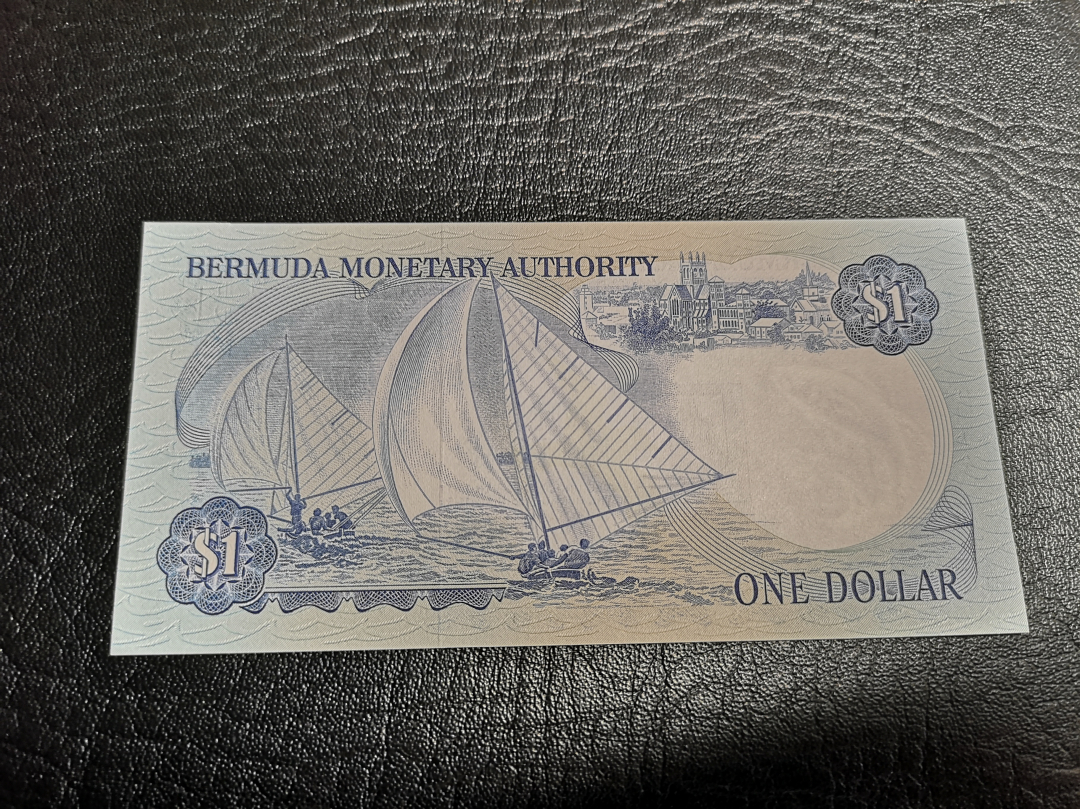 BERMUDA MONETARY AUTHORITY
$1
$1
ONE DOLLAR